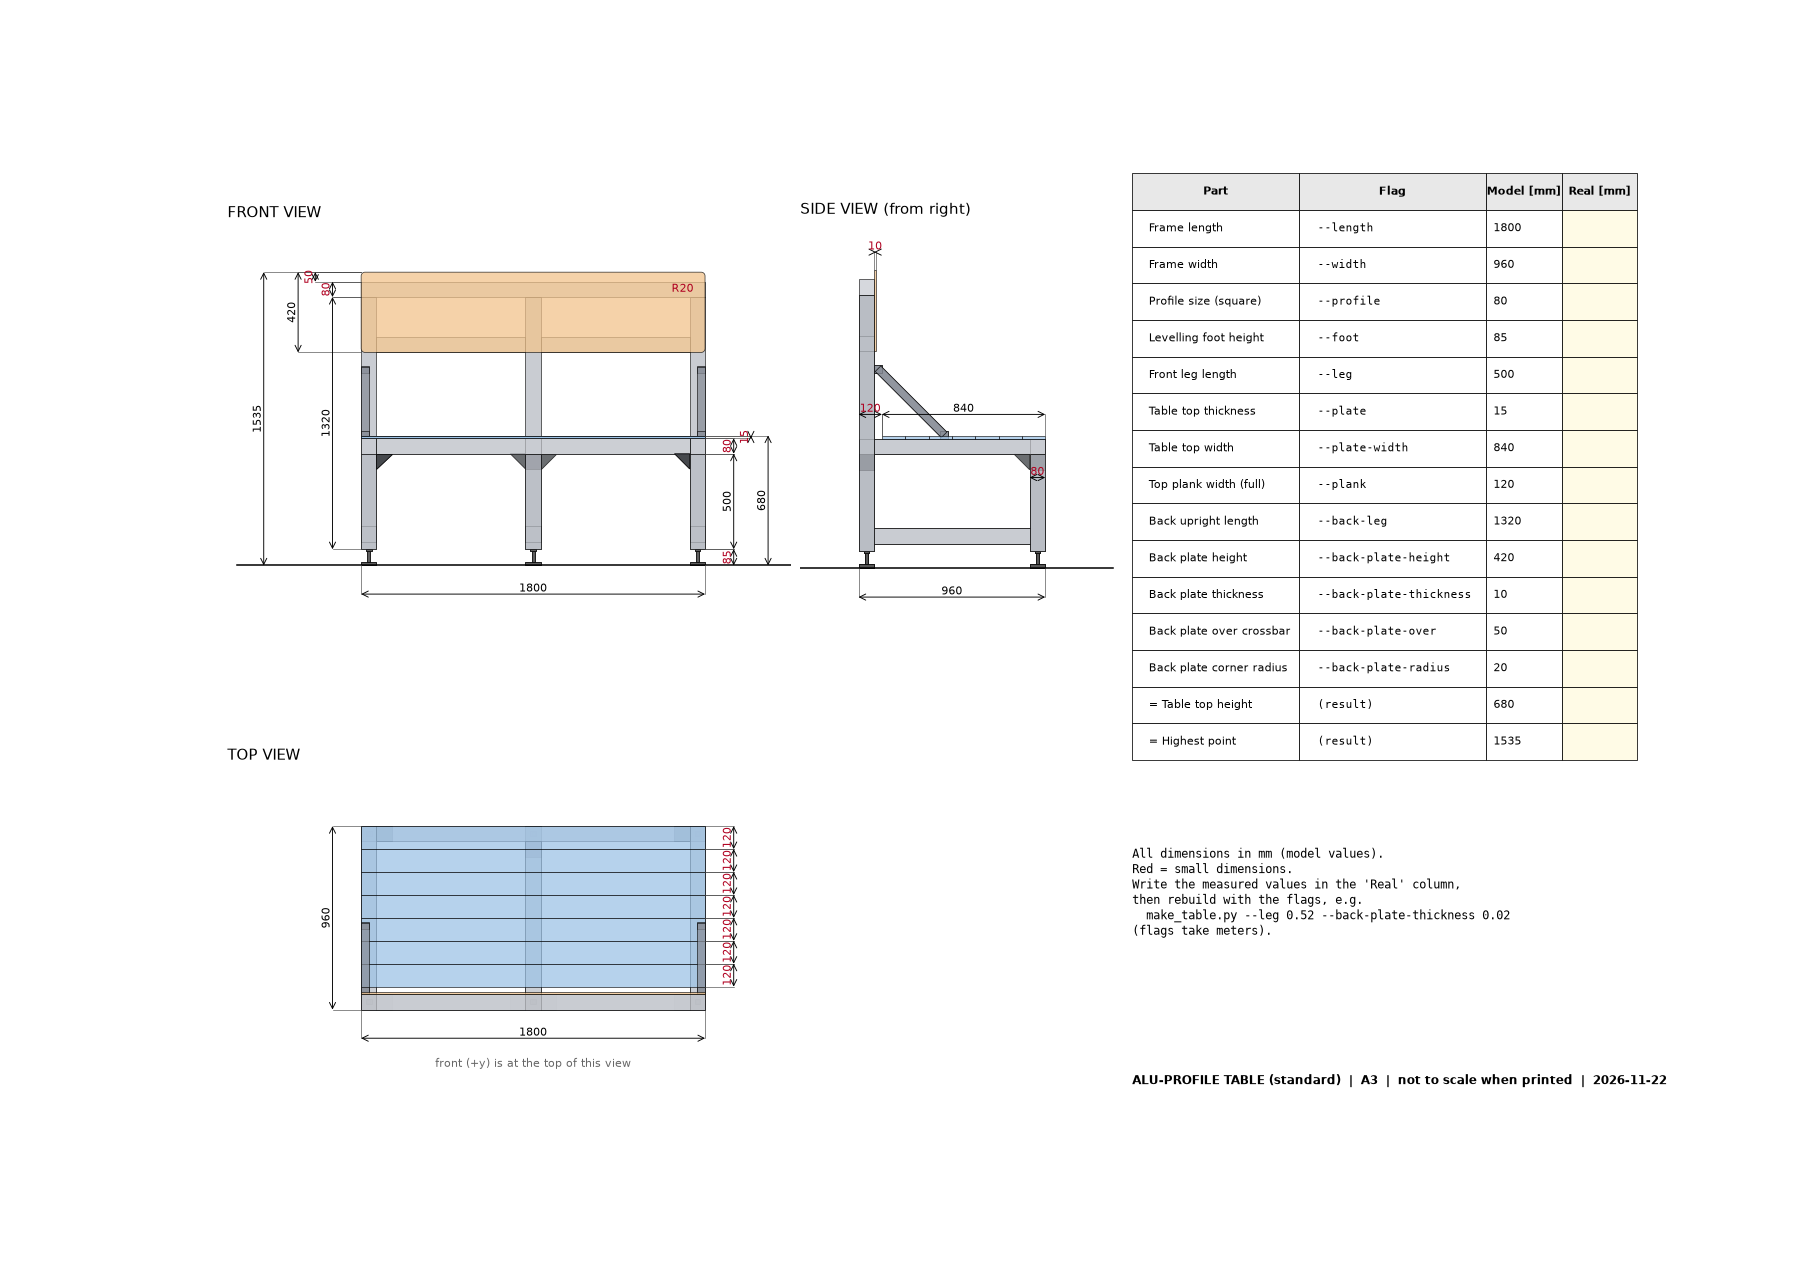 FRONT VIEW
SIDE VIEW (from right)
10
50
80
R20
420
1535
1320
120
840
15
80
80
500
680
85
1800
960
TOP VIEW
120
120
120
120
120
120
120
960
1800
front (+y) is at the top of this view
Part Flag Model [mm] Real [mm]
Frame length --length 1800
Frame width --width 960
Profile size (square) --profile 80
Levelling foot height --foot 85
Front leg length --leg 500
Table top thickness --plate 15
Table top width --plate-width 840
Top plank width (full) --plank 120
Back upright length --back-leg 1320
Back plate height --back-plate-height 420
Back plate thickness --back-plate-thickness 10
Back plate over crossbar --back-plate-over 50
Back plate corner radius --back-plate-radius 20
= Table top height (result) 680
= Highest point (result) 1535
All dimensions in mm (model values).
Red = small dimensions.
Write the measured values in the 'Real' column,
then rebuild with the flags, e.g.
make_table.py --leg 0.52 --back-plate-thickness 0.02
(flags take meters).
ALU-PROFILE TABLE (standard) | A3 | not to scale when printed | 2026-11-22